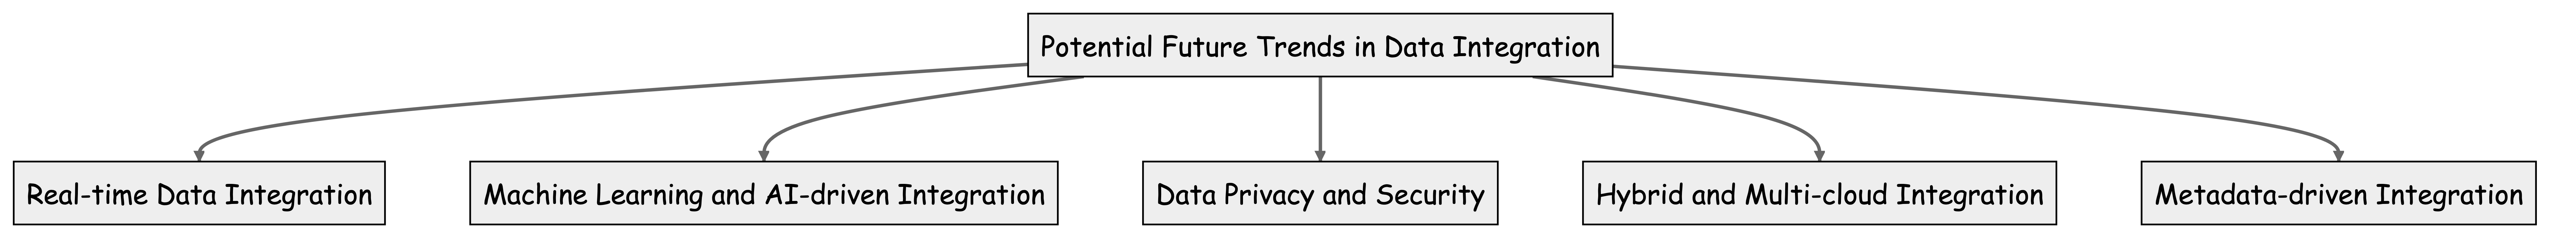 Potential Future Trends in Data Integration
Real-time Data Integration
Machine Learning and AI-driven Integration
Data Privacy and Security
Hybrid and Multi-cloud Integration
Metadata-driven Integration